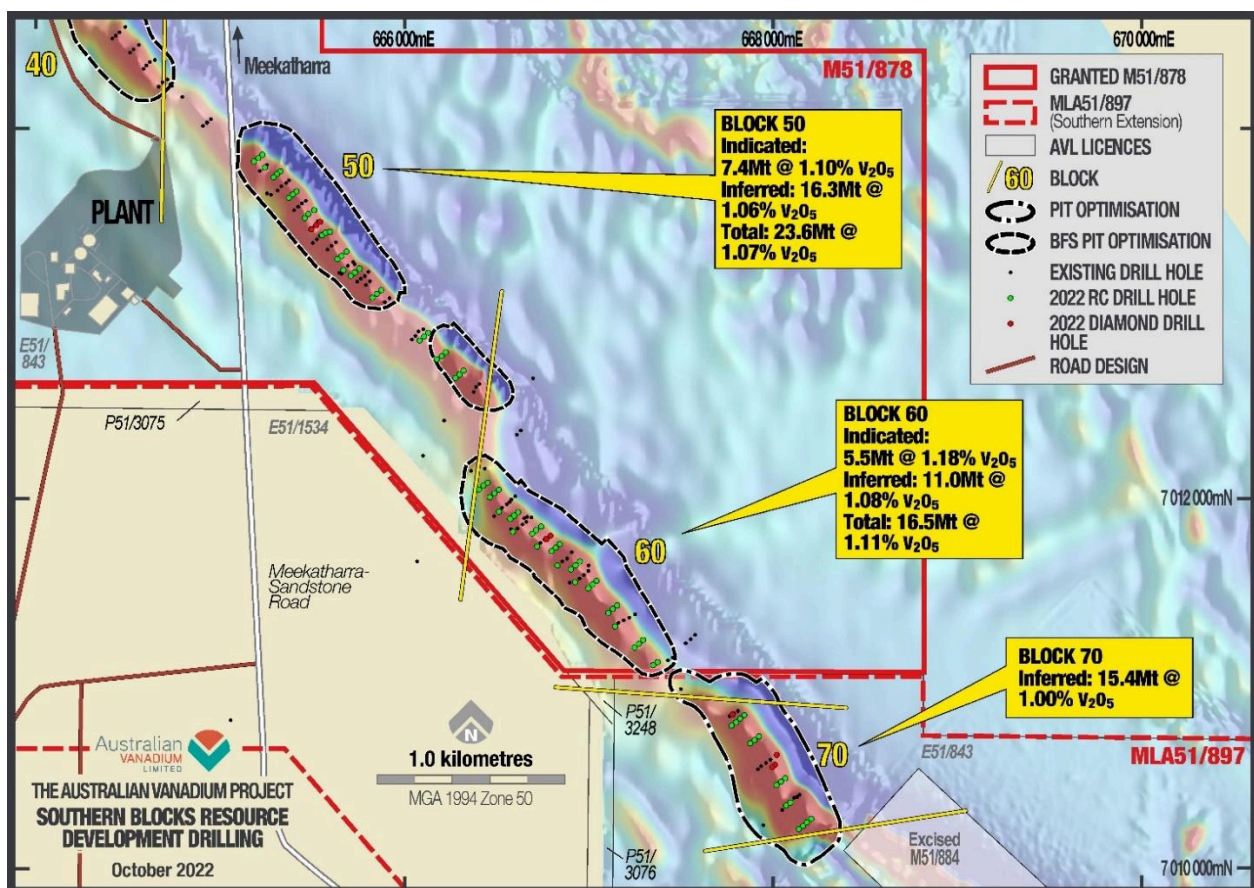 666 000mE
668 000mE
670 000mE
40
Meekatharra
M51/878
GRANTED M51/878
MLA51/897
(Southern Extension)
AVL LICENCES
60 BLOCK
PIT OPTIMISATION
BFS PIT OPTIMISATION
EXISTING DRILL HOLE
2022 RC DRILL HOLE
2022 DIAMOND DRILL
HOLE
ROAD DESIGN
BLOCK 50
Indicated:
7.4Mt @ 1.10% V₂O₅
Inferred: 16.3Mt @
1.06% V₂O₅
Total: 23.6Mt @
1.07% V₂O₅
50
PLANT
E51/
843
P51/3075
E51/1534
BLOCK 60
Indicated:
5.5Mt @ 1.18% V₂O₅
Inferred: 11.0Mt @
1.08% V₂O₅
Total: 16.5Mt @
1.11% V₂O₅
7 012 000mN
60
Meekatharra-
Sandstone
Road
BLOCK 70
Inferred: 15.4Mt @
1.00% V₂O₅
P51/
3248
70
E51/843
MLA51/897
N
1.0 kilometres
MGA 1994 Zone 50
Australian
VANADIUM
LIMITED
THE AUSTRALIAN VANADIUM PROJECT
SOUTHERN BLOCKS RESOURCE
DEVELOPMENT DRILLING
October 2022
P51/
3076
Excised
M51/884
7 010 000mN